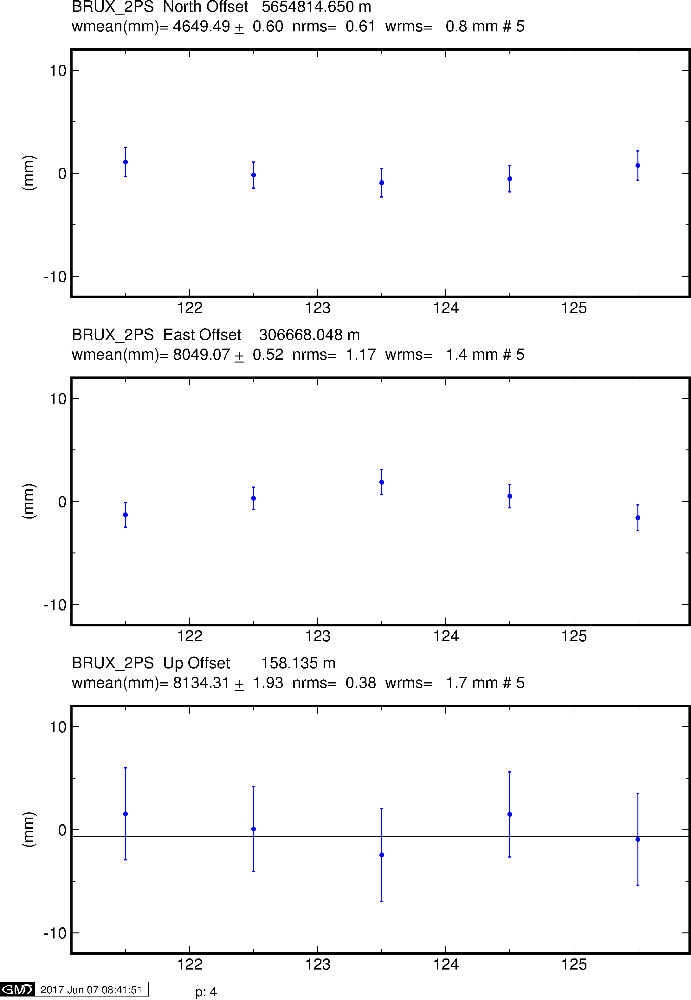 BRUX_2PS North Offset 5654814.650 m
wmean(mm)= 4649.49 ± 0.60 nrms= 0.61 wrms= 0.8 mm # 5
10
0
-10
(mm)
122 123 124 125
BRUX_2PS East Offset 306668.048 m
wmean(mm)= 8049.07 ± 0.52 nrms= 1.17 wrms= 1.4 mm # 5
10
0
-10
(mm)
122 123 124 125
BRUX_2PS Up Offset 158.135 m
wmean(mm)= 8134.31 ± 1.93 nrms= 0.38 wrms= 1.7 mm # 5
10
0
-10
(mm)
122 123 124 125
GMT 2017 Jun 07 08:41:51 p: 4